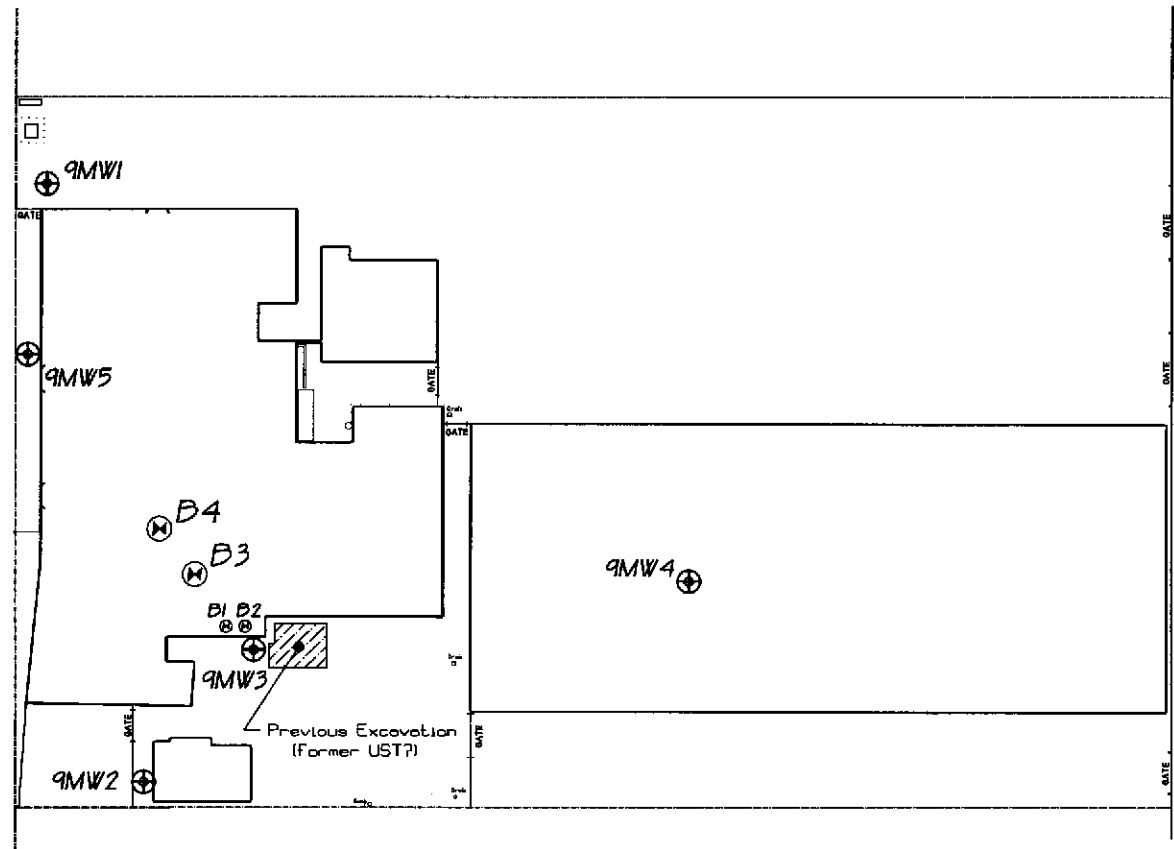 9MW1
GATE
GATE
9MW5
GATE
GATE
GATE
B4
B3
9MW4
B1 B2
9MW3
Previous Excavation
(Former UST?)
GATE
GATE
GATE
9MW2